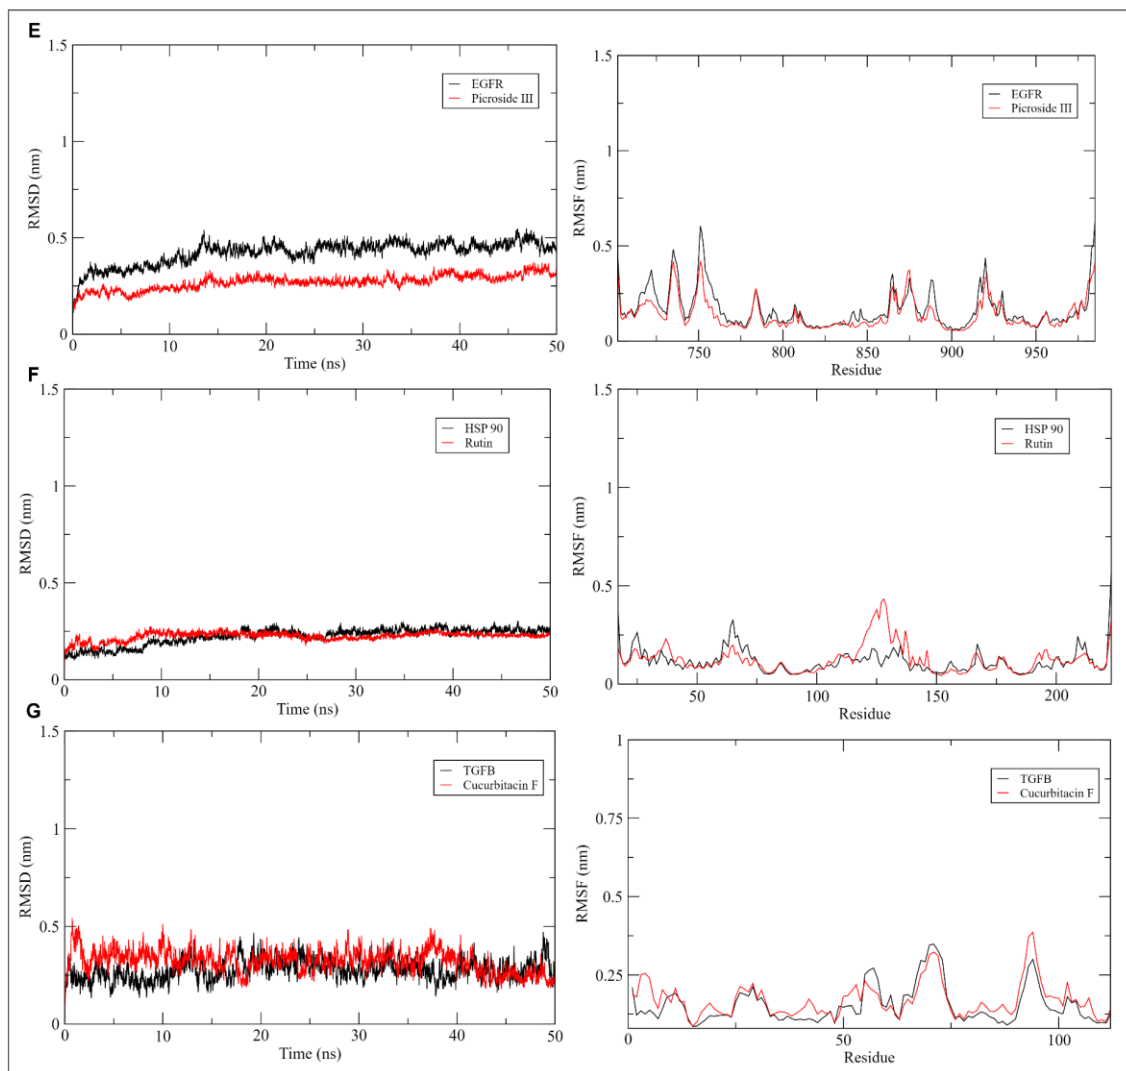 E
1.5
1
0.5
0
RMSD (nm)
EGFR
Picroside III
0 10 20 30 40 50
Time (ns)
1.5
1
0.5
0
RMSF (nm)
EGFR
Picroside III
750 800 850 900 950
Residue
F
1.5
1
0.5
0
RMSD (nm)
HSP 90
Rutin
0 10 20 30 40 50
Time (ns)
1.5
1
0.5
0
RMSF (nm)
HSP 90
Rutin
50 100 150 200
Residue
G
1.5
1
0.5
0
RMSD (nm)
TGFB
Cucurbitacin F
0 10 20 30 40 50
Time (ns)
1
0.75
0.5
0.25
RMSF (nm)
TGFB
Cucurbitacin F
0 50 100
Residue